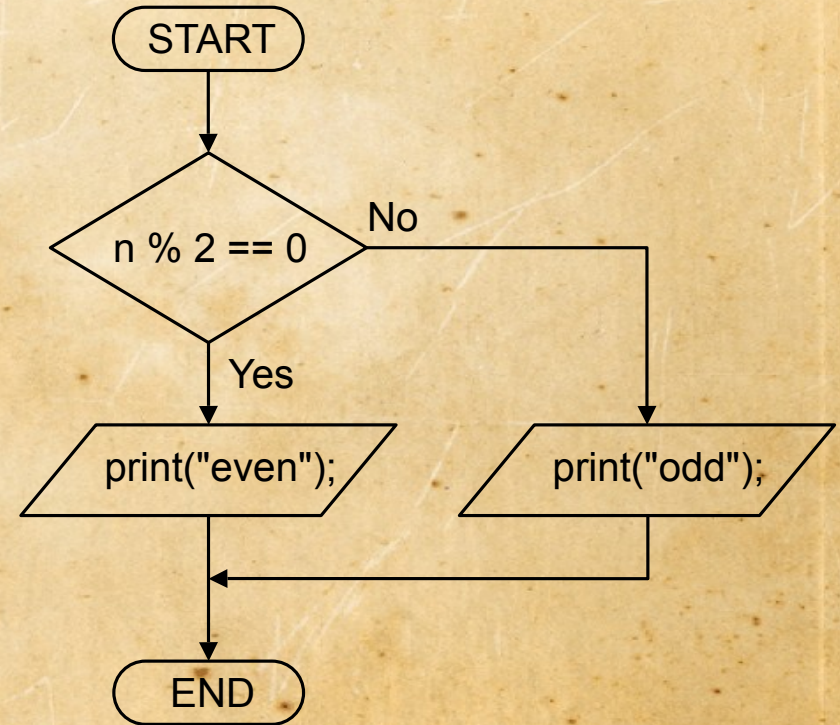 START
n % 2 == 0
No
Yes
print("even");
print("odd");
END